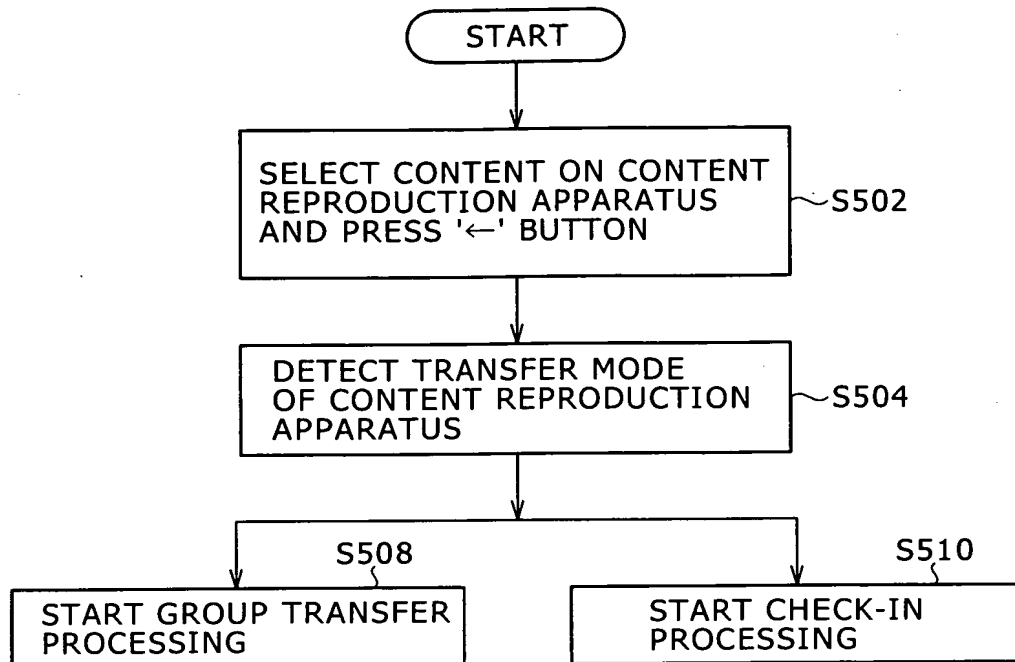 START
SELECT CONTENT ON CONTENT
REPRODUCTION APPARATUS
AND PRESS '←' BUTTON
S502
DETECT TRANSFER MODE
OF CONTENT REPRODUCTION
APPARATUS
S504
S508
START GROUP TRANSFER
PROCESSING
S510
START CHECK-IN
PROCESSING